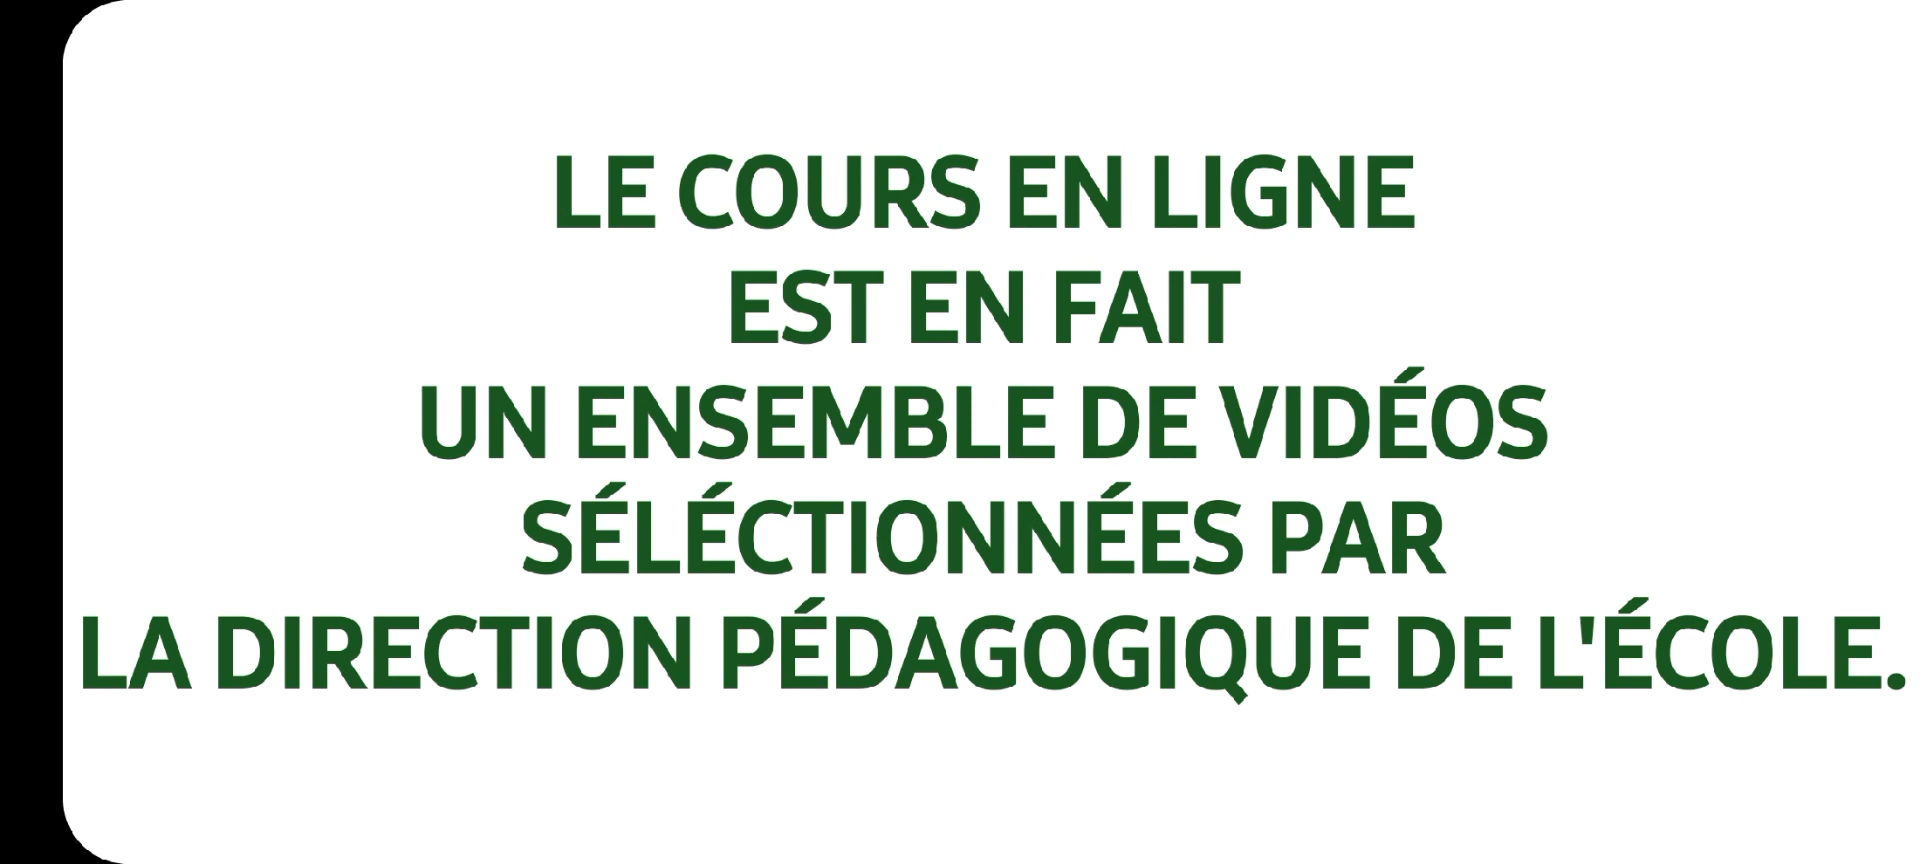 LE COURS EN LIGNE
EST EN FAIT
UN ENSEMBLE DE VIDÉOS
SÉLÉCTIONNÉES PAR
LA DIRECTION PÉDAGOGIQUE DE L'ÉCOLE.